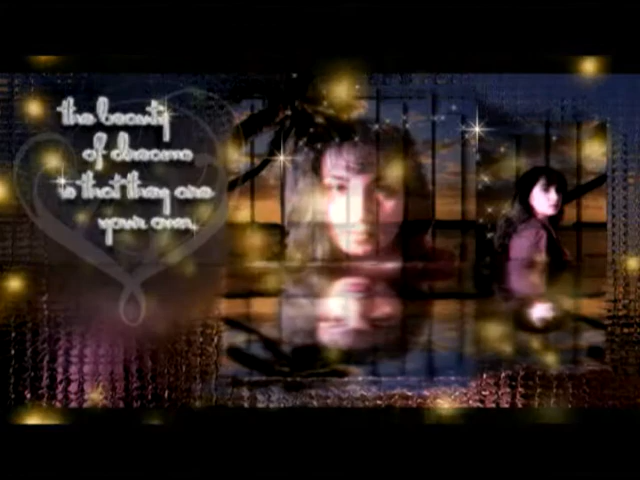 the beauty
of dreams
is that they are
your own.